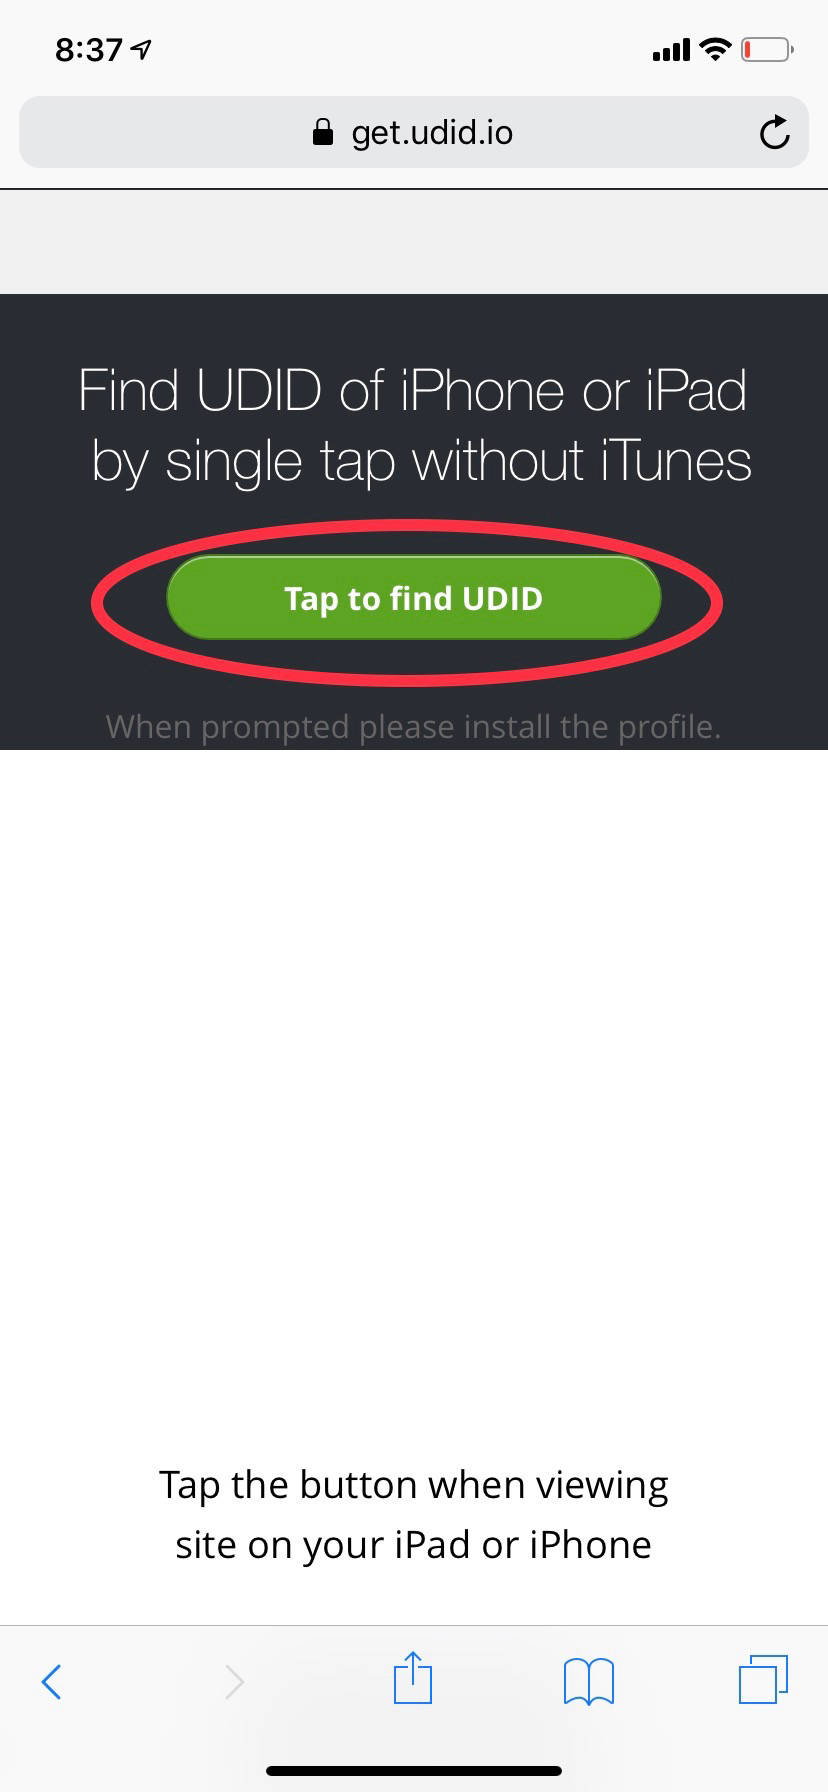 8:37
get.udid.io
Find UDID of iPhone or iPad
by single tap without iTunes
Tap to find UDID
When prompted please install the profile.
Tap the button when viewing
site on your iPad or iPhone